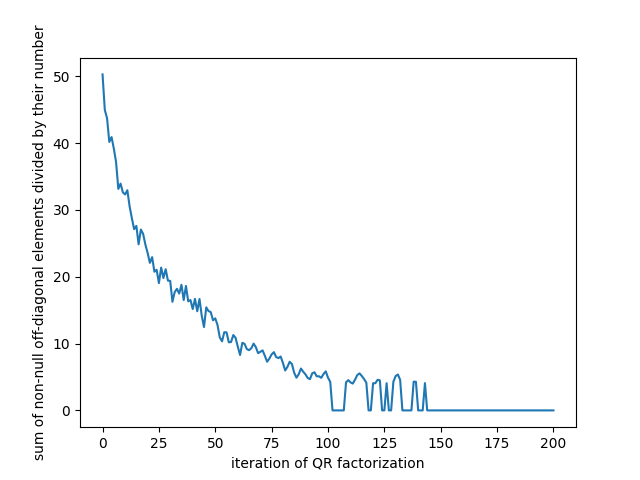 sum of non-null off-diagonal elements divided by their number
50
40
30
20
10
0
0 25 50 75 100 125 150 175 200
iteration of QR factorization